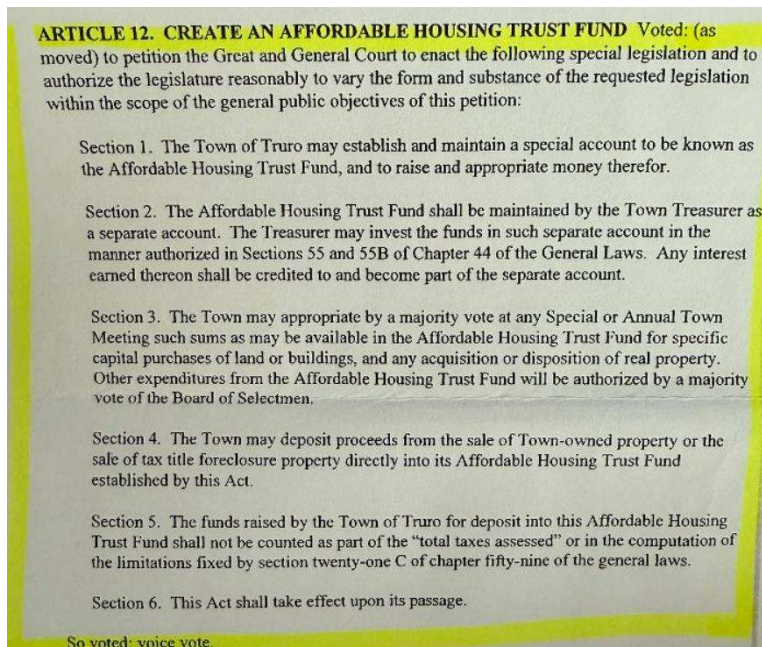 ARTICLE 12. CREATE AN AFFORDABLE HOUSING TRUST FUND Voted: (as
moved) to petition the Great and General Court to enact the following special legislation and to
authorize the legislature reasonably to vary the form and substance of the requested legislation
within the scope of the general public objectives of this petition:
Section 1. The Town of Truro may establish and maintain a special account to be known as
the Affordable Housing Trust Fund, and to raise and appropriate money therefor.
Section 2. The Affordable Housing Trust Fund shall be maintained by the Town Treasurer as
a separate account. The Treasurer may invest the funds in such separate account in the
manner authorized in Sections 55 and 55B of Chapter 44 of the General Laws. Any interest
earned thereon shall be credited to and become part of the separate account.
Section 3. The Town may appropriate by a majority vote at any Special or Annual Town
Meeting such sums as may be available in the Affordable Housing Trust Fund for specific
capital purchases of land or buildings, and any acquisition or disposition of real property.
Other expenditures from the Affordable Housing Trust Fund will be authorized by a majority
vote of the Board of Selectmen.
Section 4. The Town may deposit proceeds from the sale of Town-owned property or the
sale of tax title foreclosure property directly into its Affordable Housing Trust Fund
established by this Act.
Section 5. The funds raised by the Town of Truro for deposit into this Affordable Housing
Trust Fund shall not be counted as part of the “total taxes assessed” or in the computation of
the limitations fixed by section twenty-one C of chapter fifty-nine of the general laws.
Section 6. This Act shall take effect upon its passage.
So voted: voice vote.